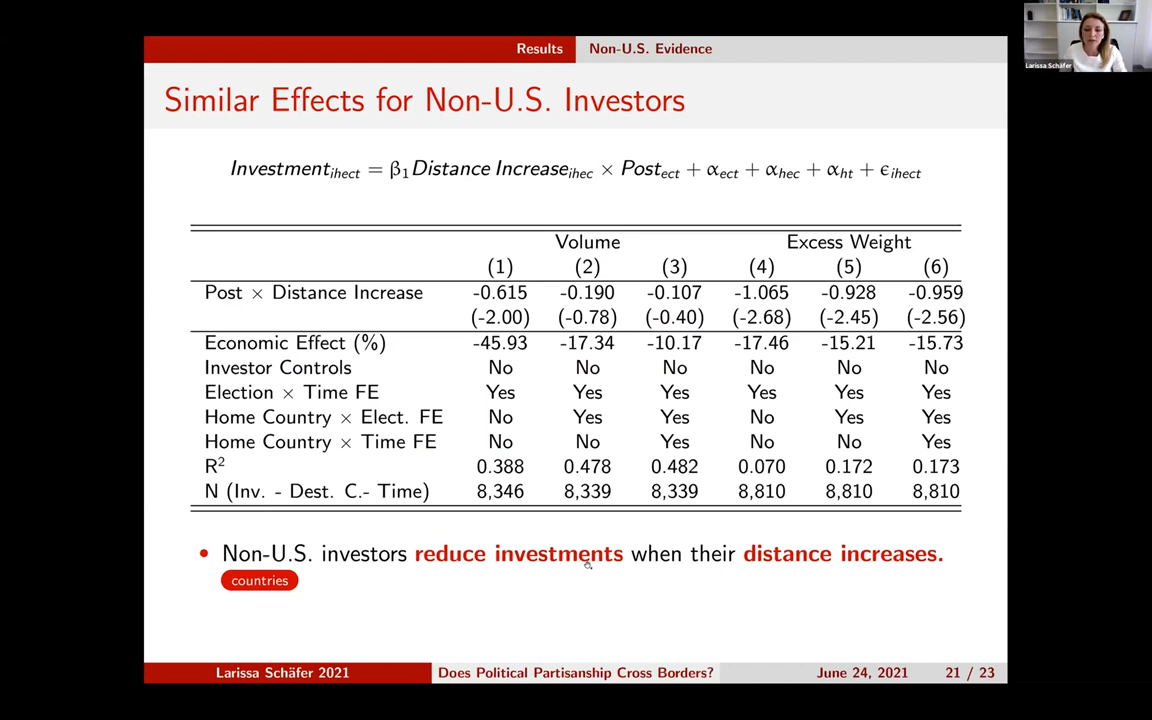 Larissa Schäfer
Results Non-U.S. Evidence
Similar Effects for Non-U.S. Investors
Investment_ihect = β₁Distance Increase_ihec × Post_ect + α_ect + α_hec + α_ht + ϵ_ihect
Volume Excess Weight
(1) (2) (3) (4) (5) (6)
Post × Distance Increase -0.615 -0.190 -0.107 -1.065 -0.928 -0.959
(-2.00) (-0.78) (-0.40) (-2.68) (-2.45) (-2.56)
Economic Effect (%) -45.93 -17.34 -10.17 -17.46 -15.21 -15.73
Investor Controls No No No No No No
Election × Time FE Yes Yes Yes Yes Yes Yes
Home Country × Elect. FE No Yes Yes No Yes Yes
Home Country × Time FE No No Yes No No Yes
R² 0.388 0.478 0.482 0.070 0.172 0.173
N (Inv. - Dest. C.- Time) 8,346 8,339 8,339 8,810 8,810 8,810
• Non-U.S. investors reduce investments when their distance increases.
countries
Larissa Schäfer 2021 Does Political Partisanship Cross Borders? June 24, 2021 21 / 23